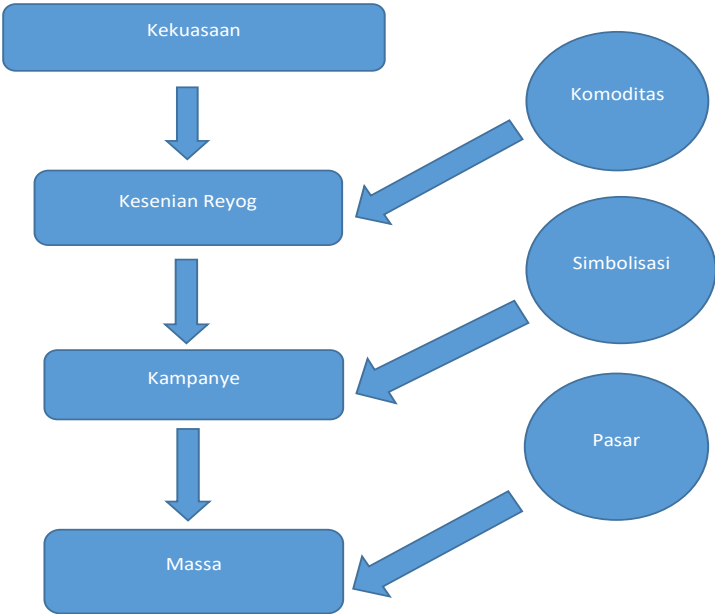 Kekuasaan
Komoditas
Kesenian Reyog
Simbolisasi
Kampanye
Pasar
Massa